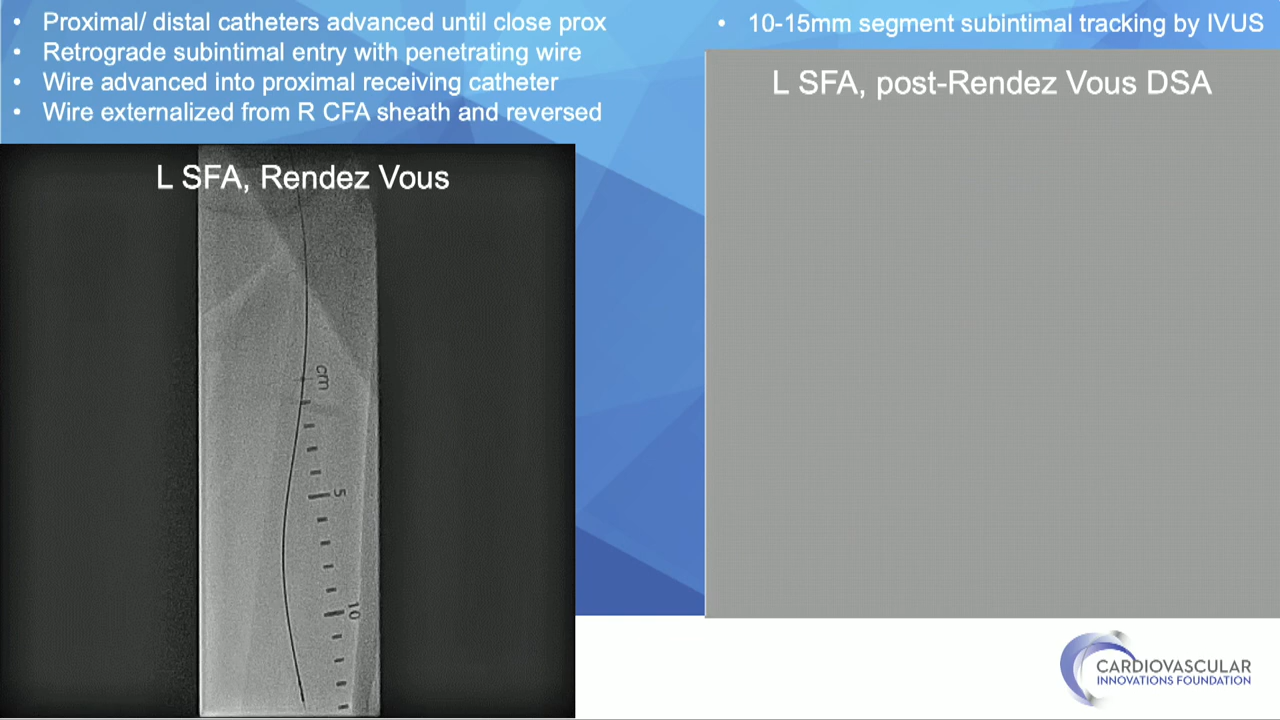 • Proximal/ distal catheters advanced until close prox
• Retrograde subintimal entry with penetrating wire
• Wire advanced into proximal receiving catheter
• Wire externalized from R CFA sheath and reversed
L SFA, Rendez Vous
cm
5
10
• 10-15mm segment subintimal tracking by IVUS
L SFA, post-Rendez Vous DSA
CARDIOVASCULAR
INNOVATIONS FOUNDATION